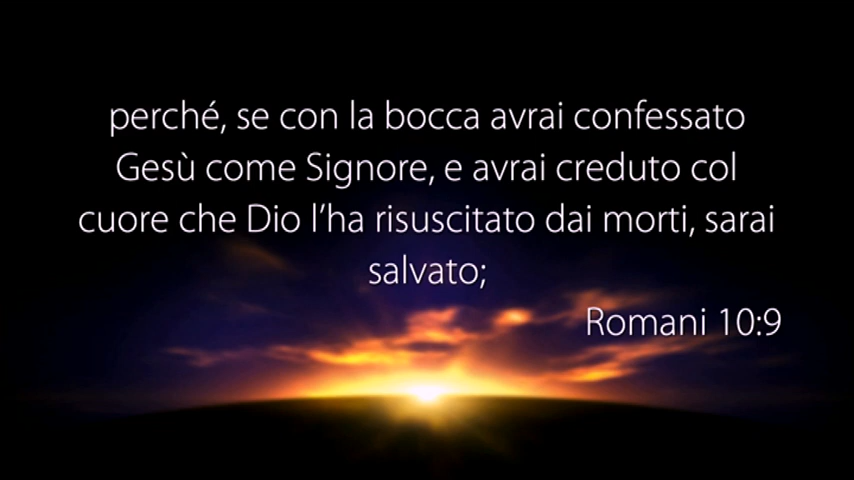 perché, se con la bocca avrai confessato
Gesù come Signore, e avrai creduto col
cuore che Dio l’ha risuscitato dai morti, sarai
salvato;
Romani 10:9